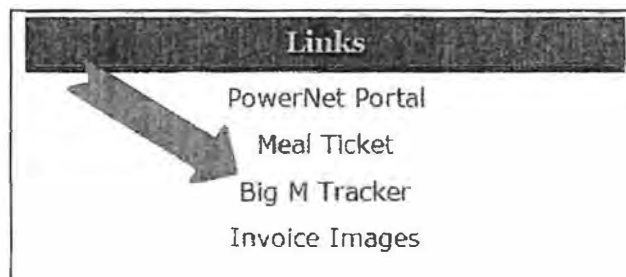 Links
PowerNet Portal
Meal Ticket
Big M Tracker
Invoice Images